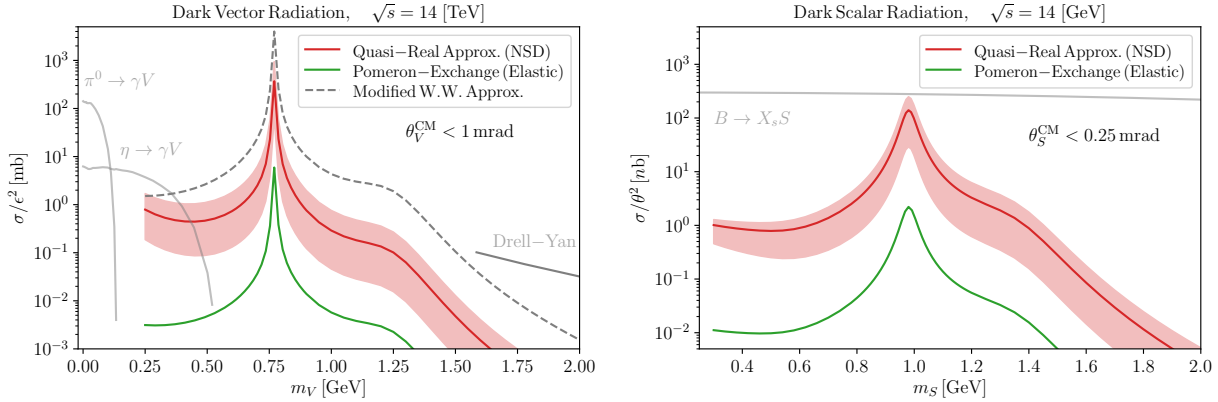 Dark Vector Radiation, √s = 14 [TeV]
Quasi−Real Approx. (NSD)
Pomeron−Exchange (Elastic)
Modified W.W. Approx.
π⁰ → γV
θ_V^CM < 1 mrad
η → γV
Drell−Yan
σ/ϵ² [mb]
10³
10²
10¹
10⁰
10⁻¹
10⁻²
10⁻³
0.00 0.25 0.50 0.75 1.00 1.25 1.50 1.75 2.00
m_V [GeV]
Dark Scalar Radiation, √s = 14 [GeV]
Quasi−Real Approx. (NSD)
Pomeron−Exchange (Elastic)
B → X_sS
θ_S^CM < 0.25 mrad
σ/θ² [nb]
10³
10²
10¹
10⁰
10⁻¹
10⁻²
0.4 0.6 0.8 1.0 1.2 1.4 1.6 1.8 2.0
m_S [GeV]